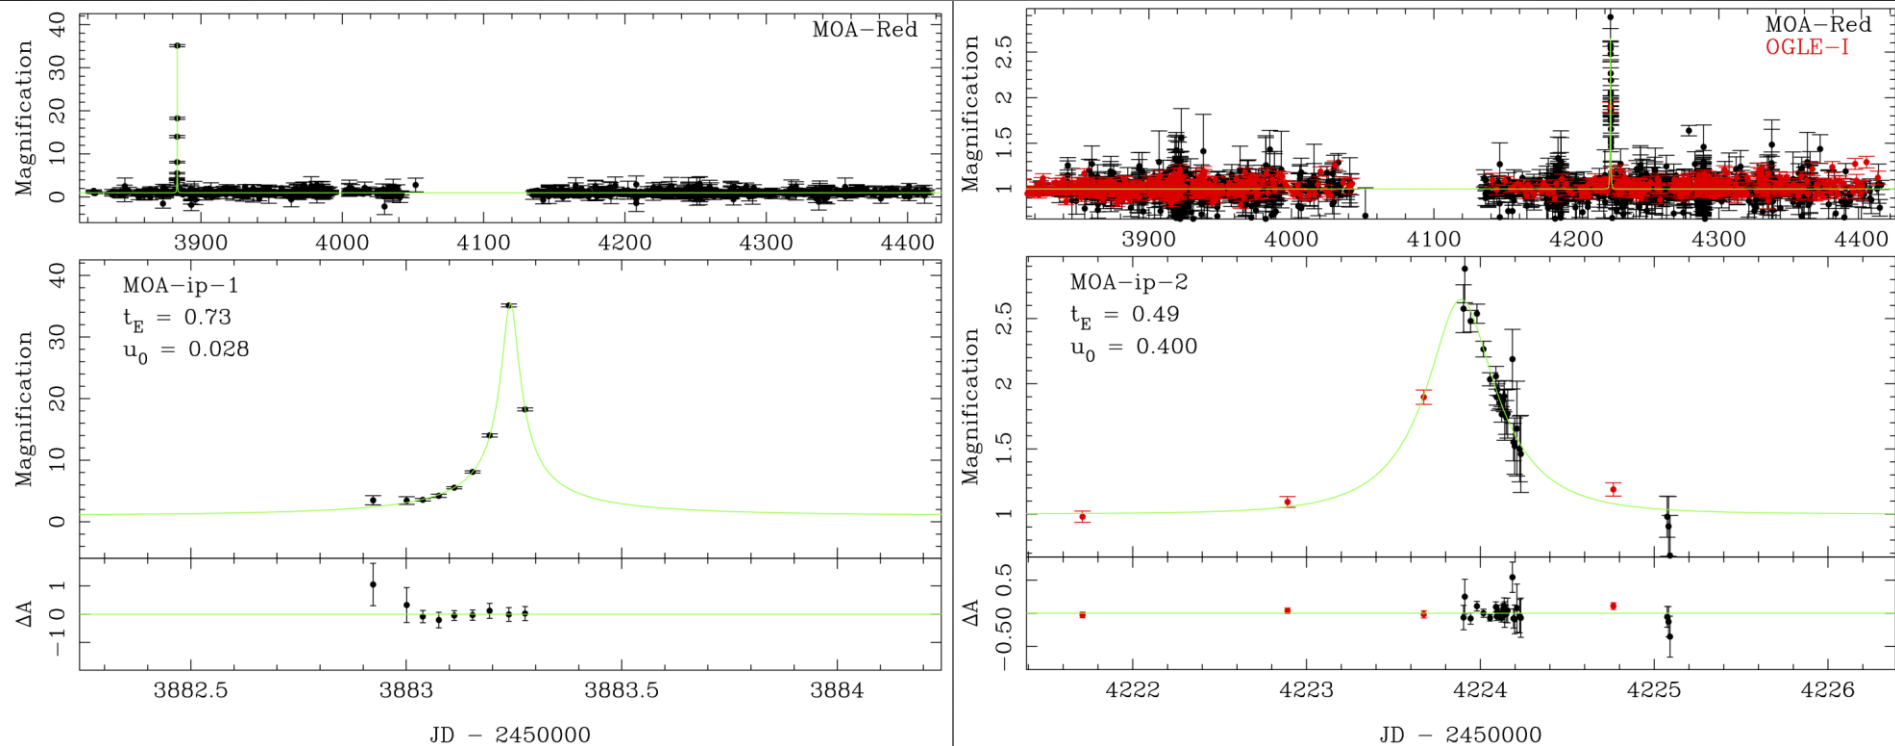 MOA-Red
Magnification
40
30
20
10
0
3900 4000 4100 4200 4300 4400
MOA-ip-1
t_E = 0.73
u_0 = 0.028
Magnification
40
30
20
10
0
ΔA
1
0
-1
3882.5 3883 3883.5 3884
JD - 2450000
MOA-Red
OGLE-I
Magnification
2.5
2
1.5
1
3900 4000 4100 4200 4300 4400
MOA-ip-2
t_E = 0.49
u_0 = 0.400
Magnification
2.5
2
1.5
1
ΔA
0.5
0
-0.5
4222 4223 4224 4225 4226
JD - 2450000